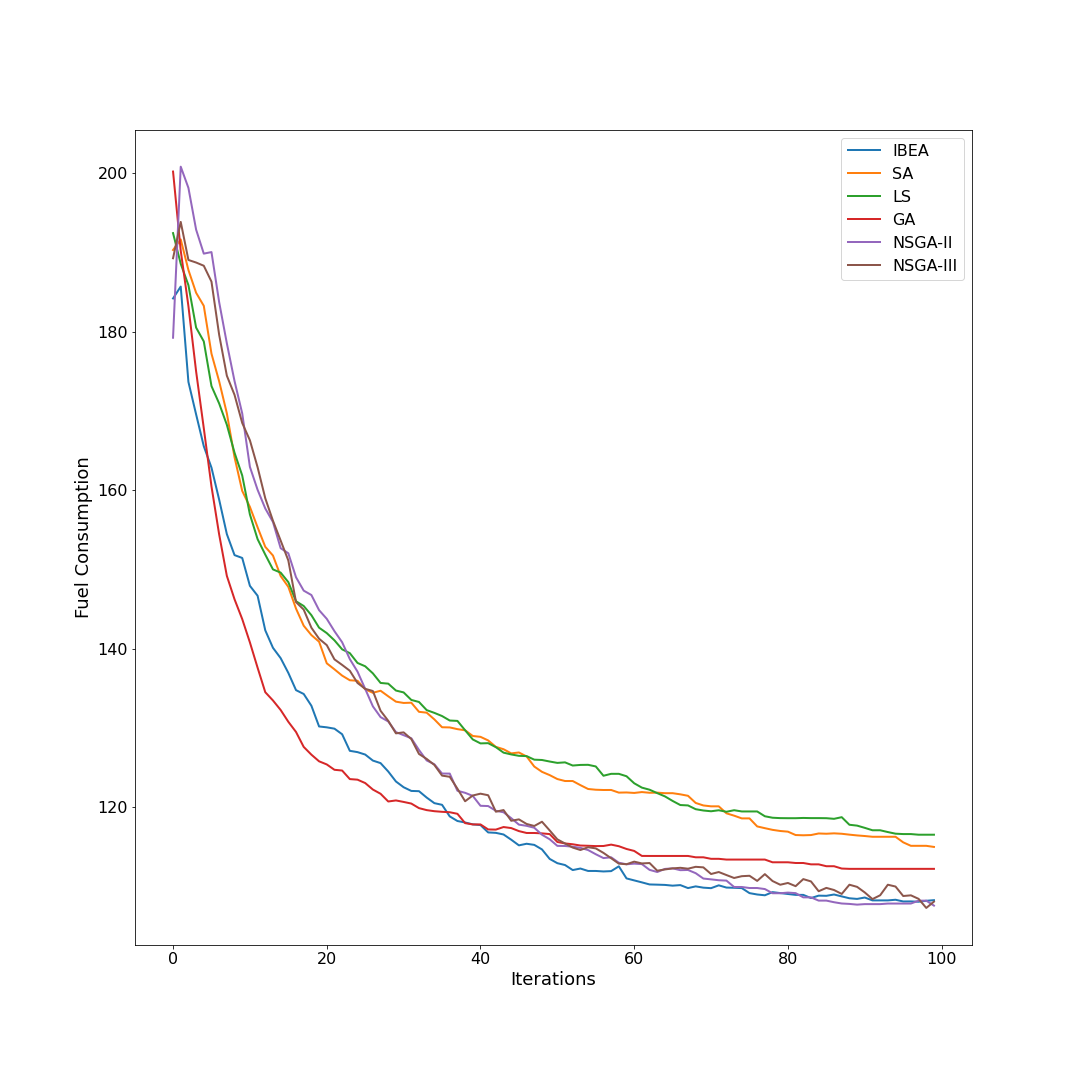 200
180
160
140
120
Fuel Consumption
0 20 40 60 80 100
Iterations
IBEA
SA
LS
GA
NSGA-II
NSGA-III